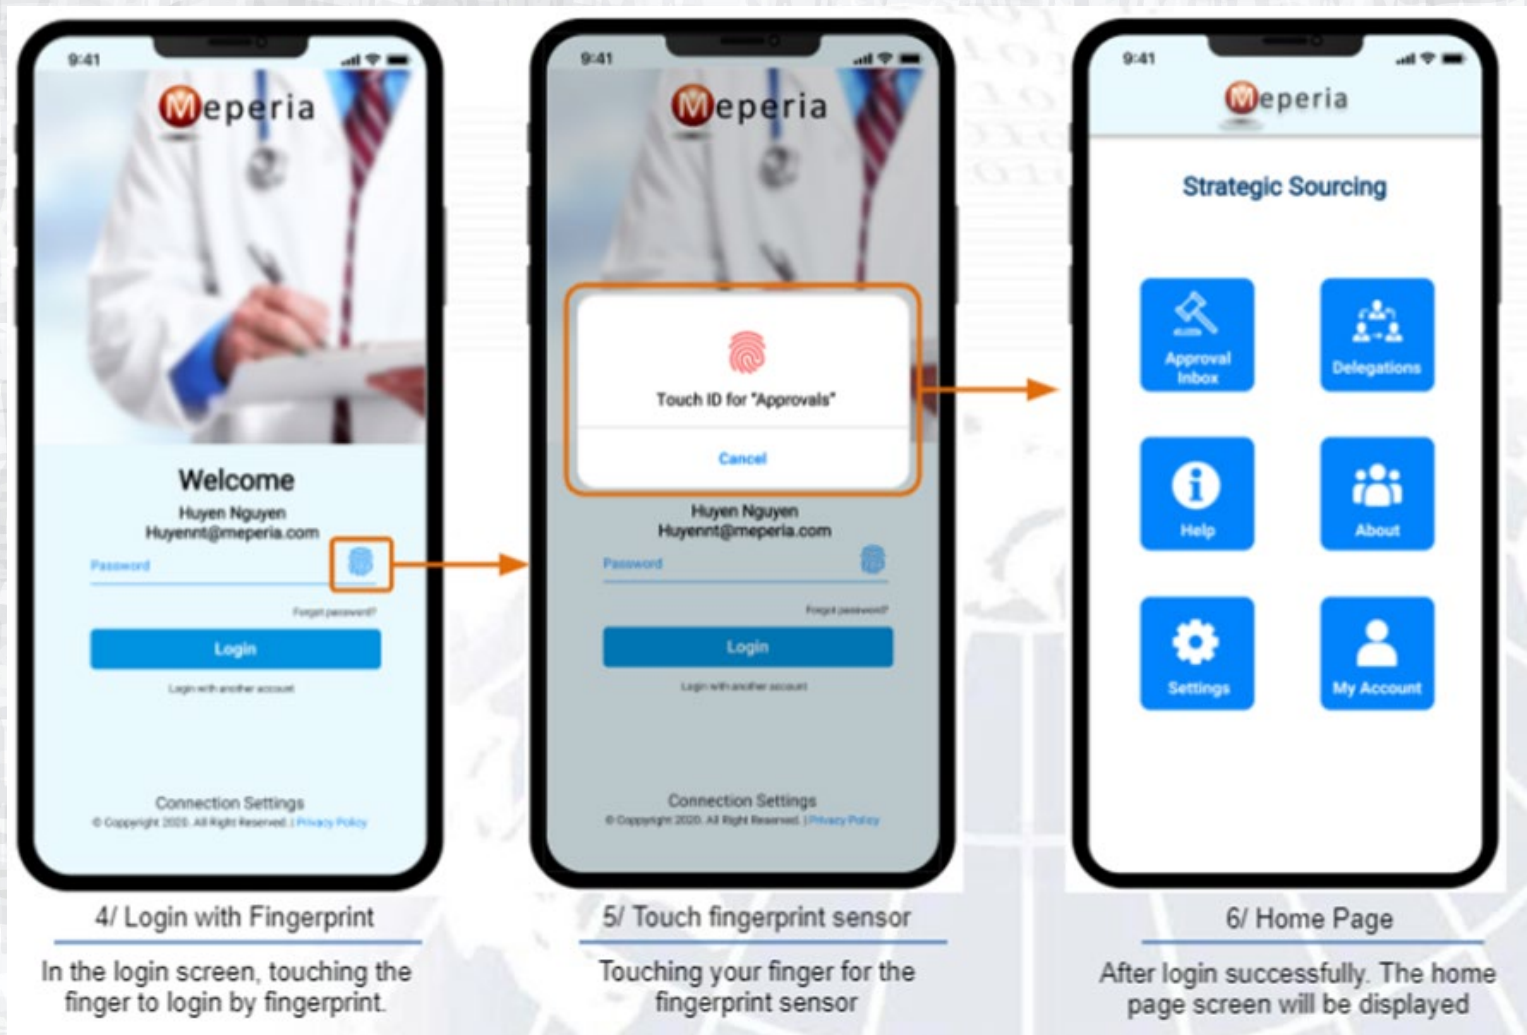 9:41
Meperia
Welcome
Huyen Nguyen
Huyennt@meperia.com
Password
Forgot password?
Login
Login with another account
Connection Settings
© Coppyright 2020. All Right Reserved. | Privacy Policy
4/ Login with Fingerprint
In the login screen, touching the
finger to login by fingerprint.
9:41
Meperia
Touch ID for "Approvals"
Cancel
Huyen Nguyen
Huyennt@meperia.com
Password
Forgot password?
Login
Login with another account
Connection Settings
© Coppyright 2020. All Right Reserved. | Privacy Policy
5/ Touch fingerprint sensor
Touching your finger for the
fingerprint sensor
9:41
Meperia
Strategic Sourcing
Approval
Inbox
Delegations
Help
About
Settings
My Account
6/ Home Page
After login successfully. The home
page screen will be displayed